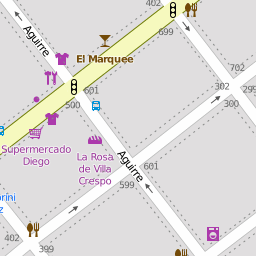 402
699
Aguirre
El Marquee
601
500
302
300
Supermercado
Diego
La Rosa
de Villa
Crespo
Aguirre
601
599
702
700
402
399